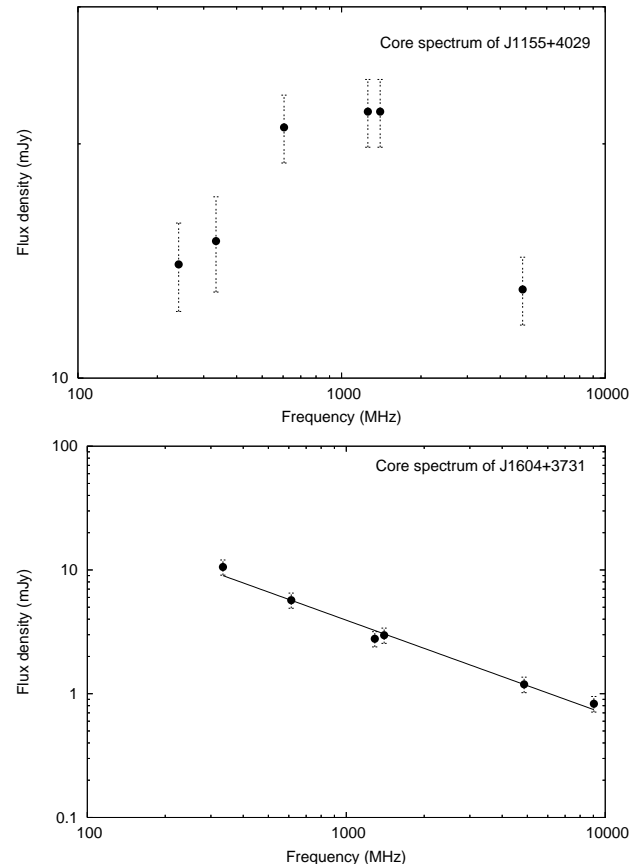 Core spectrum of J1155+4029
Flux density (mJy)
10
100
1000
10000
Frequency (MHz)
100
Core spectrum of J1604+3731
10
Flux density (mJy)
1
0.1
100
1000
10000
Frequency (MHz)